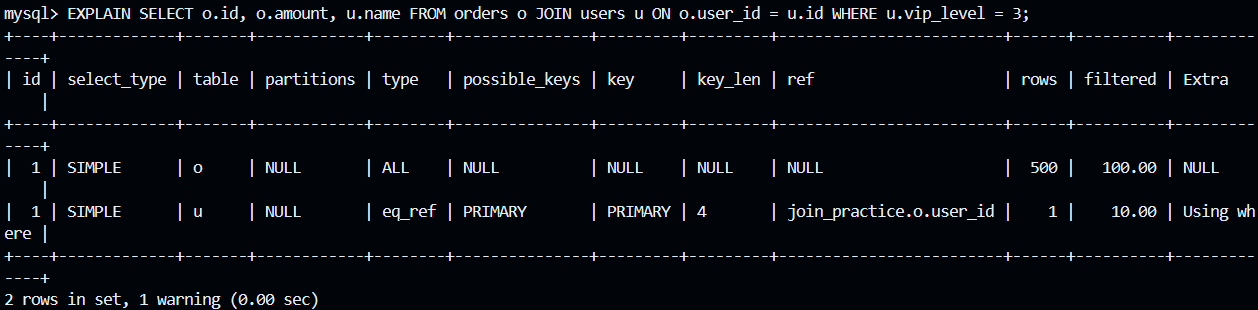 mysql> EXPLAIN SELECT o.id, o.amount, u.name FROM orders o JOIN users u ON o.user_id = u.id WHERE u.vip_level = 3;
+----+-------------+-------+------------+--------+---------------+---------+---------+-------------------------+------+----------+---------
----+
| id | select_type | table | partitions | type   | possible_keys | key     | key_len | ref                     | rows | filtered | Extra
    |
+----+-------------+-------+------------+--------+---------------+---------+---------+-------------------------+------+----------+---------
----+
|  1 | SIMPLE      | o     | NULL       | ALL    | NULL          | NULL    | NULL    | NULL                    |  500 |   100.00 | NULL
    |
|  1 | SIMPLE      | u     | NULL       | eq_ref | PRIMARY       | PRIMARY | 4       | join_practice.o.user_id |    1 |    10.00 | Using wh
ere |
+----+-------------+-------+------------+--------+---------------+---------+---------+-------------------------+------+----------+---------
----+
2 rows in set, 1 warning (0.00 sec)